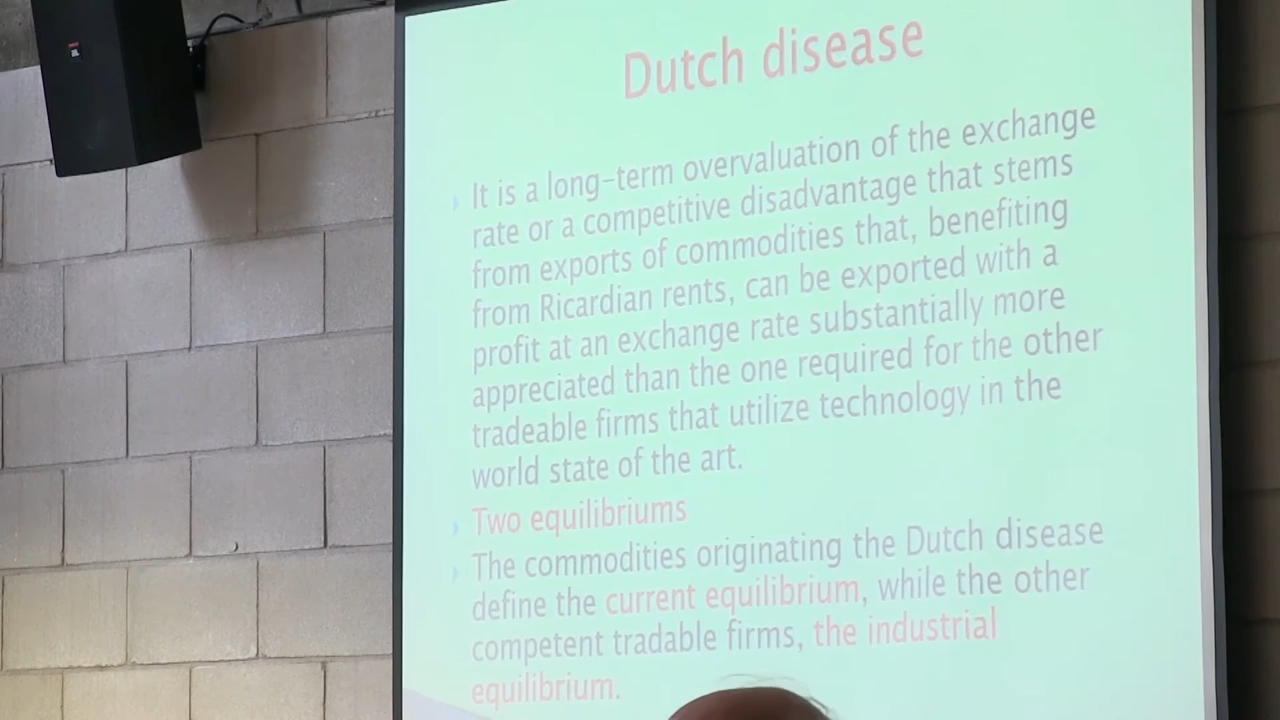 Dutch disease
It is a long-term overvaluation of the exchange
rate or a competitive disadvantage that stems
from exports of commodities that, benefiting
from Ricardian rents, can be exported with a
profit at an exchange rate substantially more
appreciated than the one required for the other
tradeable firms that utilize technology in the
world state of the art.
Two equilibriums
The commodities originating the Dutch disease
define the current equilibrium, while the other
competent tradable firms, the industrial
equilibrium.